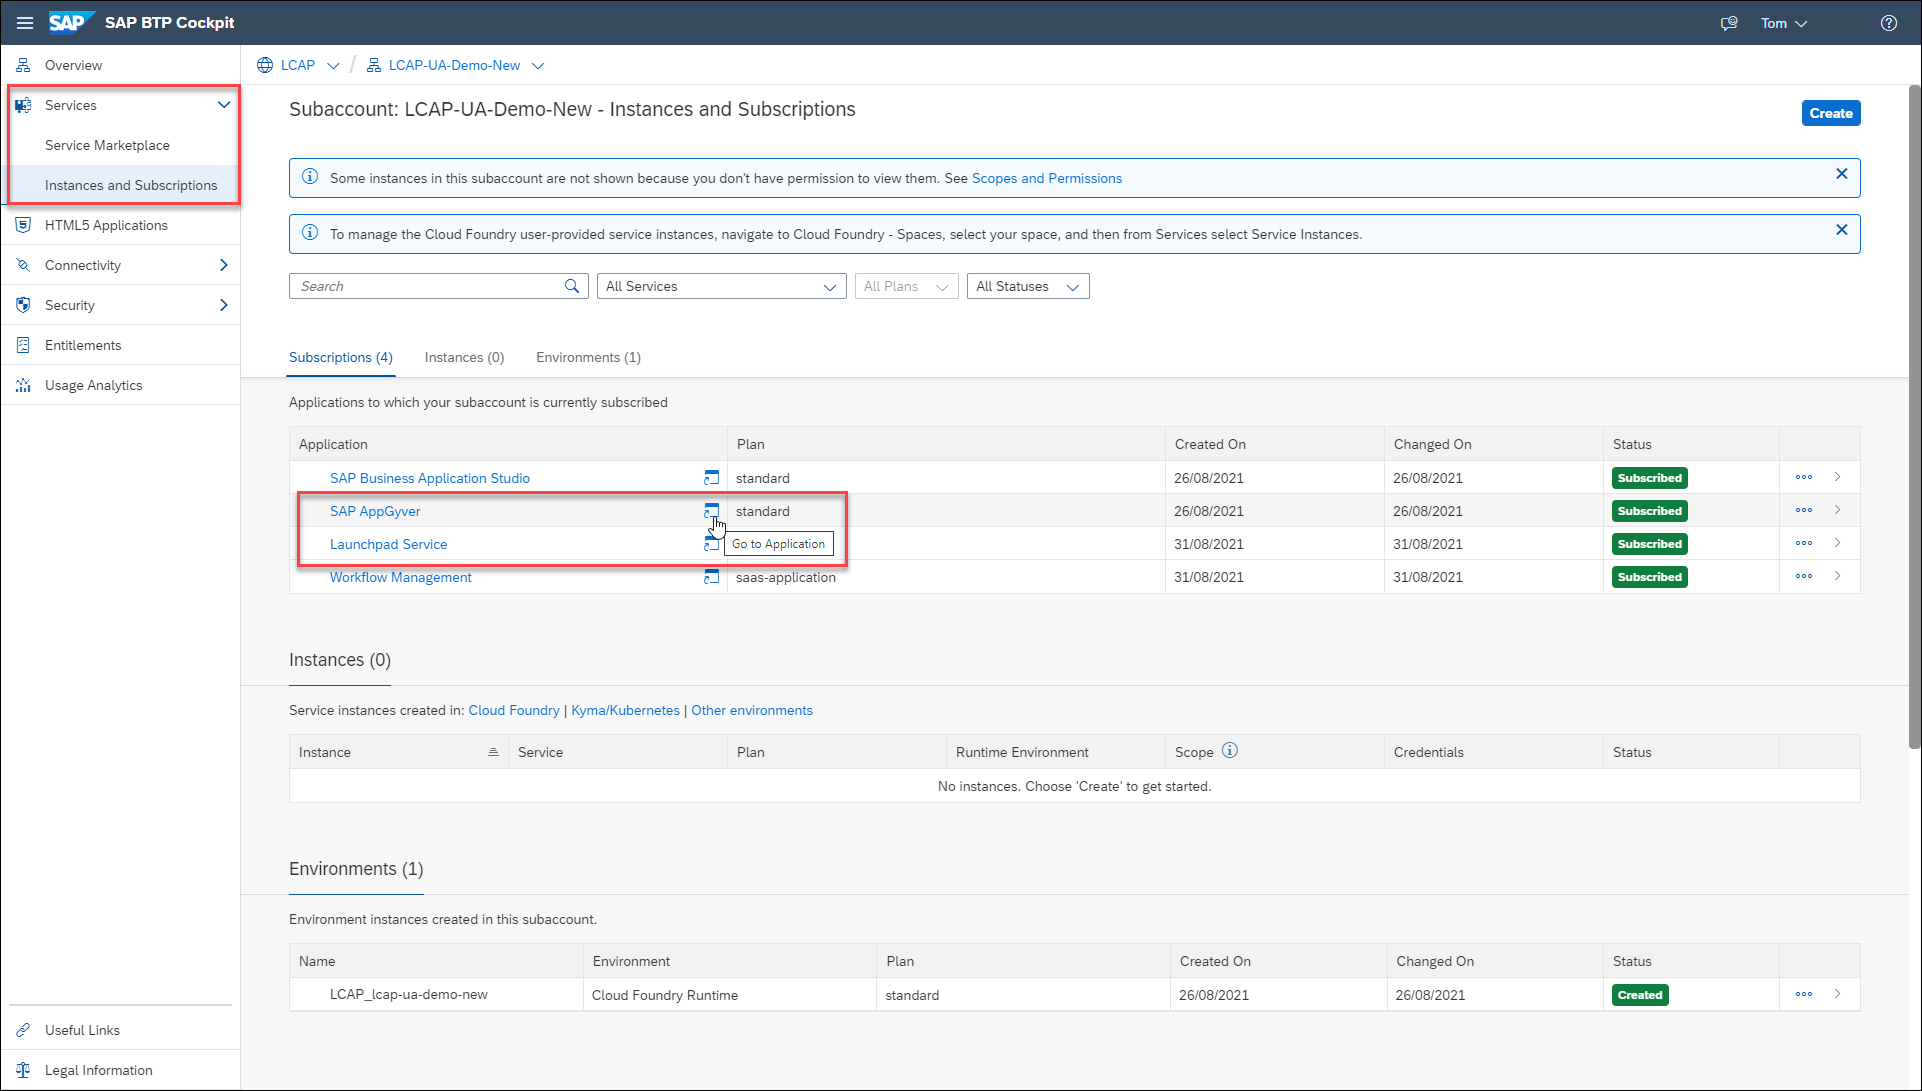 SAP SAP BTP Cockpit
Tom
Overview
Services
Service Marketplace
Instances and Subscriptions
HTML5 Applications
Connectivity
Security
Entitlements
Usage Analytics
Useful Links
Legal Information
LCAP / LCAP-UA-Demo-New
Subaccount: LCAP-UA-Demo-New - Instances and Subscriptions
Create
Some instances in this subaccount are not shown because you don't have permission to view them. See Scopes and Permissions
To manage the Cloud Foundry user-provided service instances, navigate to Cloud Foundry - Spaces, select your space, and then from Services select Service Instances.
Search All Services All Plans All Statuses
Subscriptions (4) Instances (0) Environments (1)
Applications to which your subaccount is currently subscribed
Application Plan Created On Changed On Status
SAP Business Application Studio standard 26/08/2021 26/08/2021 Subscribed
SAP AppGyver standard 26/08/2021 26/08/2021 Subscribed
Launchpad Service Go to Application 31/08/2021 31/08/2021 Subscribed
Workflow Management saas-application 31/08/2021 31/08/2021 Subscribed
Instances (0)
Service instances created in: Cloud Foundry | Kyma/Kubernetes | Other environments
Instance Service Plan Runtime Environment Scope Credentials Status
No instances. Choose 'Create' to get started.
Environments (1)
Environment instances created in this subaccount.
Name Environment Plan Created On Changed On Status
LCAP_lcap-ua-demo-new Cloud Foundry Runtime standard 26/08/2021 26/08/2021 Created